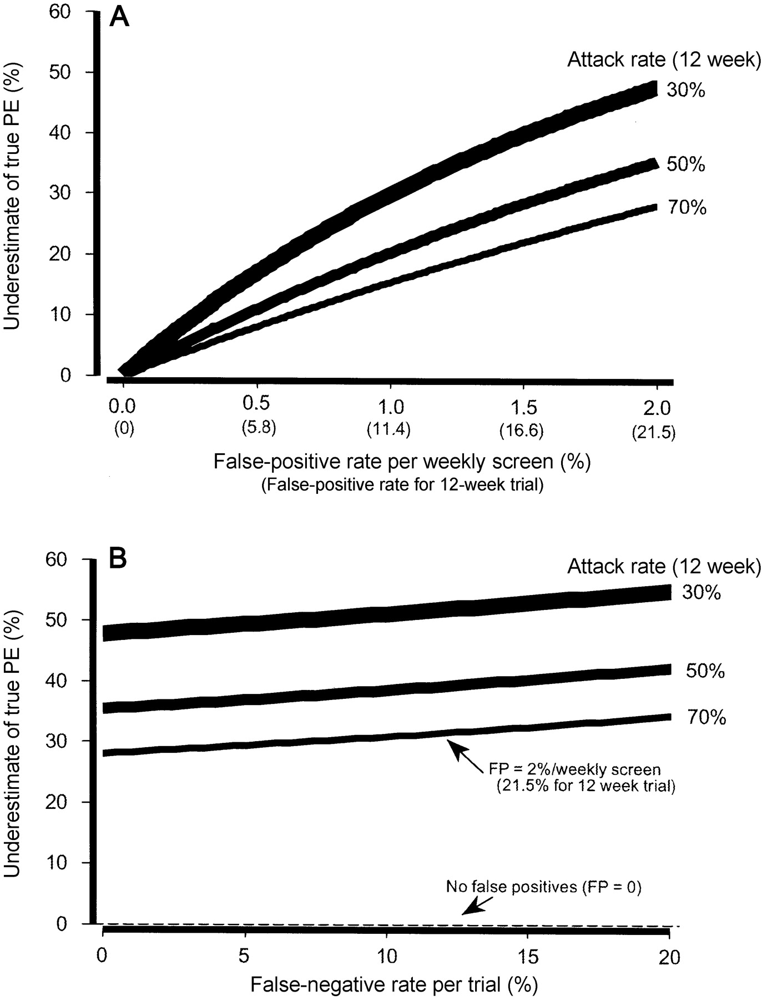 A
Underestimate of true PE (%)
60
50
40
30
20
10
0
Attack rate (12 week)
30%
50%
70%
0.0 0.5 1.0 1.5 2.0
(0) (5.8) (11.4) (16.6) (21.5)
False-positive rate per weekly screen (%)
(False-positive rate for 12-week trial)
B
Underestimate of true PE (%)
60
50
40
30
20
10
0
Attack rate (12 week)
30%
50%
70%
FP = 2%/weekly screen
(21.5% for 12 week trial)
No false positives (FP = 0)
0 5 10 15 20
False-negative rate per trial (%)